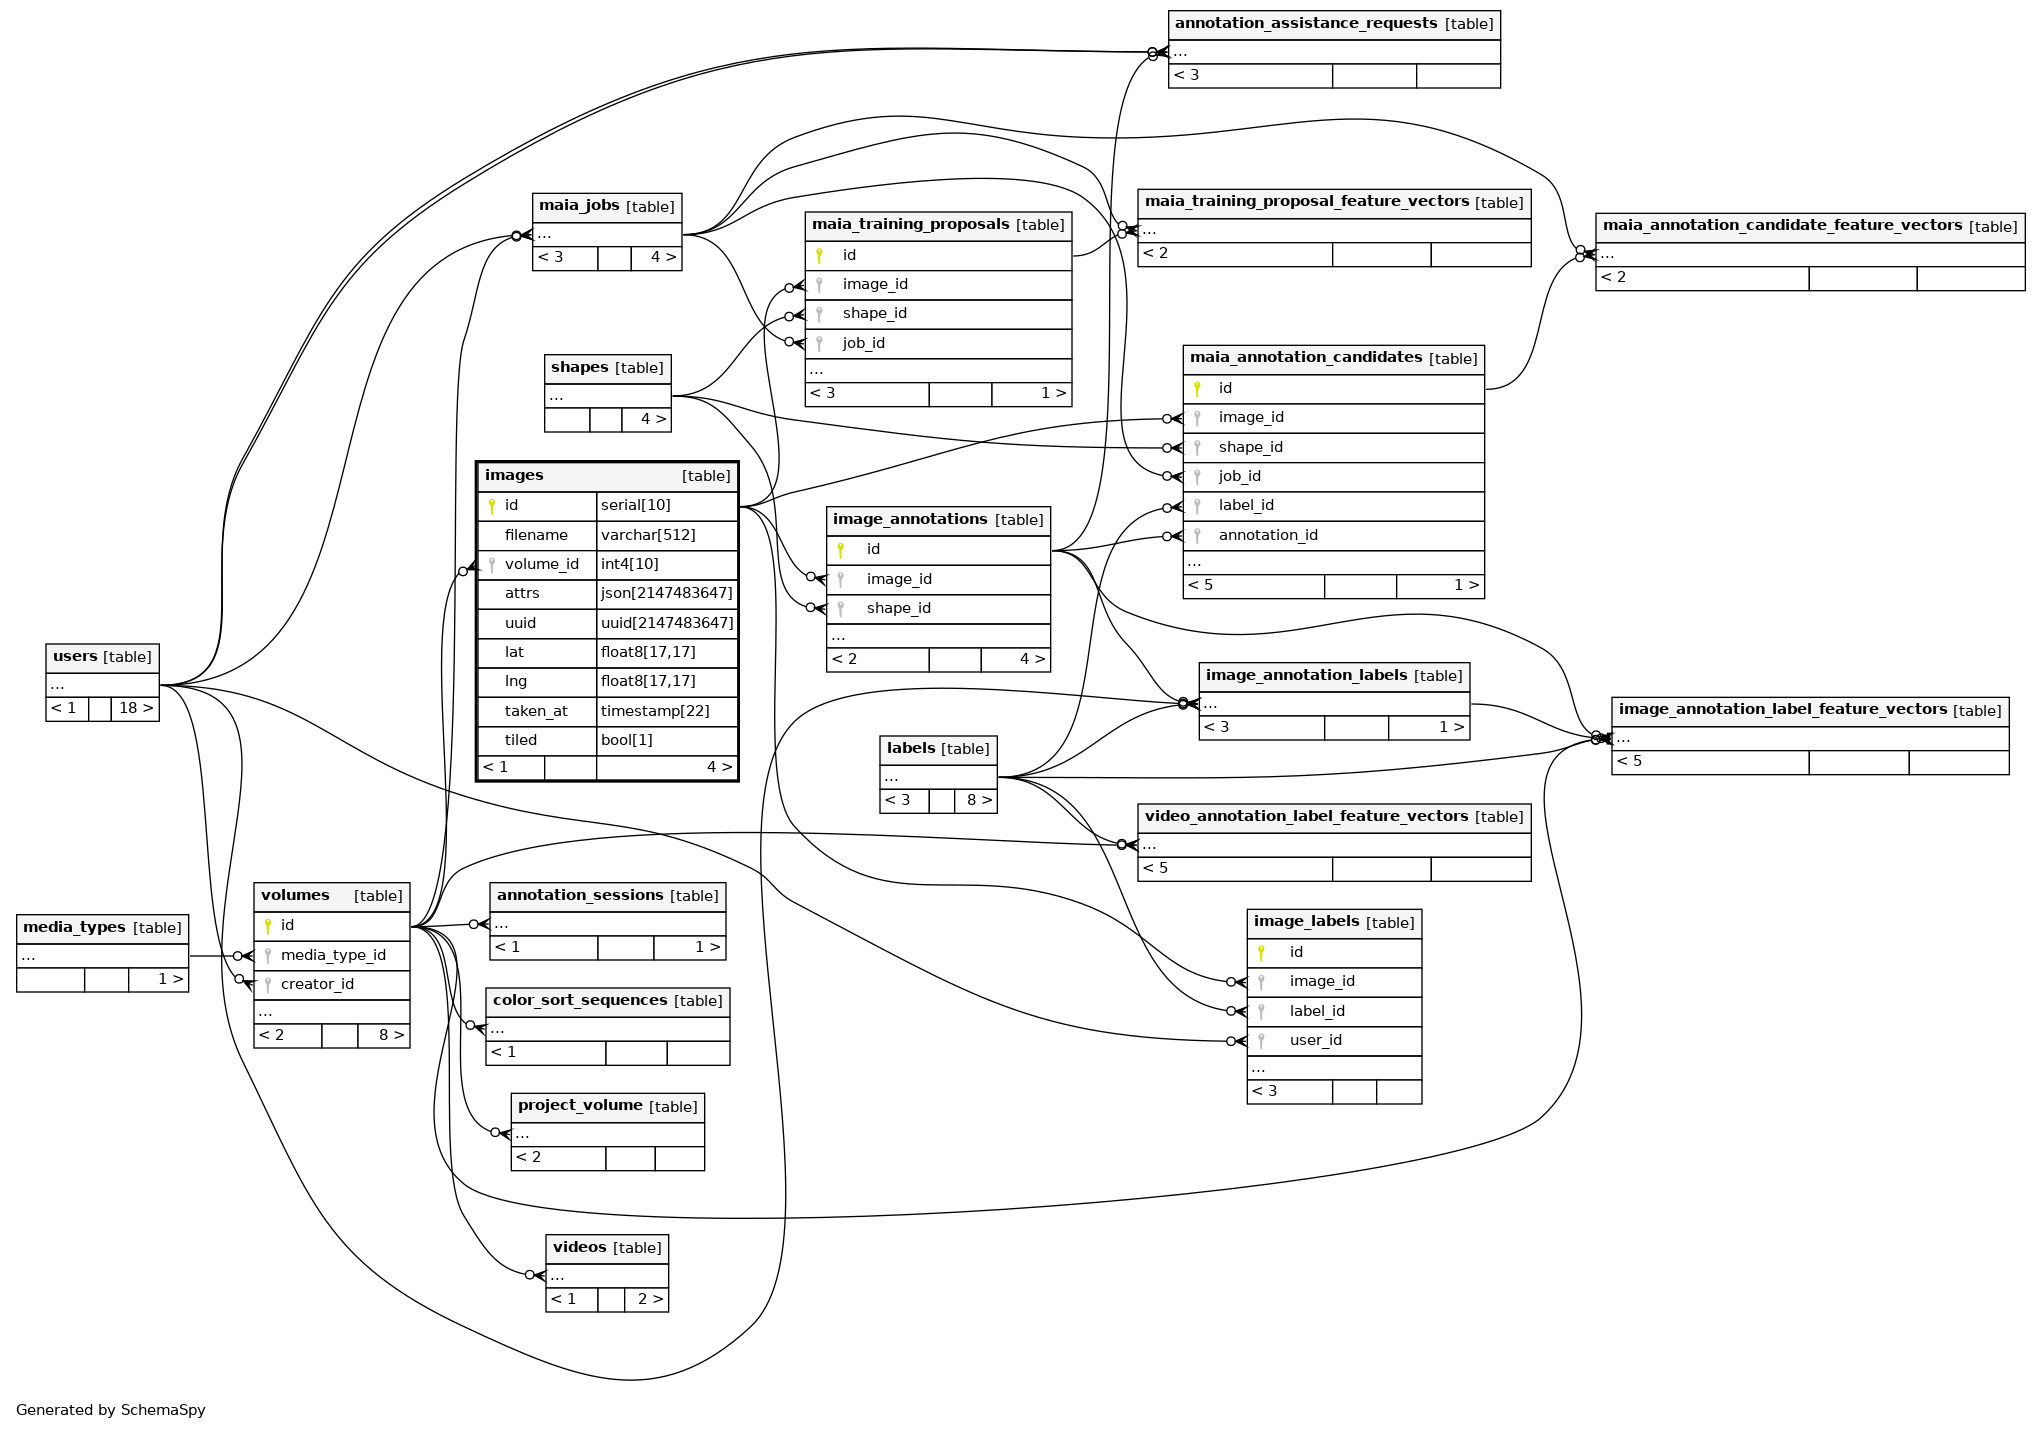 annotation_assistance_requests [table]
...
< 3
maia_jobs [table]
...
< 3 4 >
maia_training_proposals [table]
id
image_id
shape_id
job_id
...
< 3 1 >
maia_training_proposal_feature_vectors [table]
...
< 2
maia_annotation_candidate_feature_vectors [table]
...
< 2
shapes [table]
...
4 >
maia_annotation_candidates [table]
id
image_id
shape_id
job_id
label_id
annotation_id
...
< 5 1 >
images [table]
id serial[10]
filename varchar[512]
volume_id int4[10]
attrs json[2147483647]
uuid uuid[2147483647]
lat float8[17,17]
lng float8[17,17]
taken_at timestamp[22]
tiled bool[1]
< 1 4 >
image_annotations [table]
id
image_id
shape_id
...
< 2 4 >
users [table]
...
< 1 18 >
image_annotation_labels [table]
...
< 3 1 >
image_annotation_label_feature_vectors [table]
...
< 5
labels [table]
...
< 3 8 >
video_annotation_label_feature_vectors [table]
...
< 5
media_types [table]
...
1 >
volumes [table]
id
media_type_id
creator_id
...
< 2 8 >
annotation_sessions [table]
...
< 1 1 >
image_labels [table]
id
image_id
label_id
user_id
...
< 3
color_sort_sequences [table]
...
< 1
project_volume [table]
...
< 2
videos [table]
...
< 1 2 >
Generated by SchemaSpy